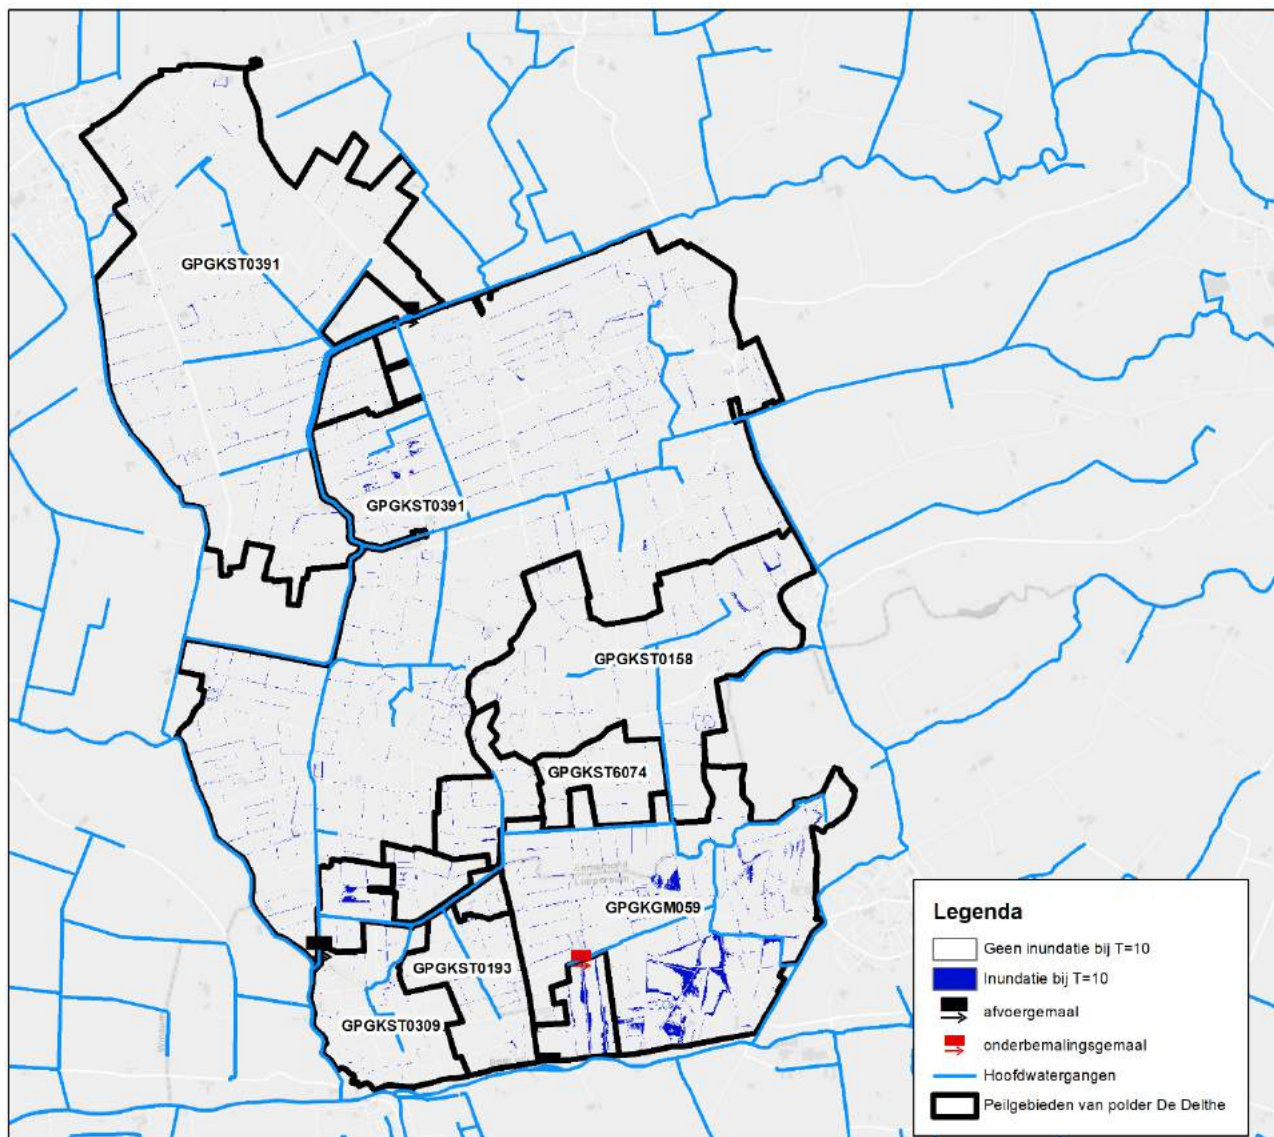 GPGKST0391
GPGKST0391
GPGKST0158
GPGKST6074
GPGKGM059
GPGKST0193
GPGKST0309
Legenda
Geen inundatie bij T=10
Inundatie bij T=10
afvoergemaal
onderbemalingsgemaal
Hoofdwatergangen
Peilgebieden van polder De Delthe